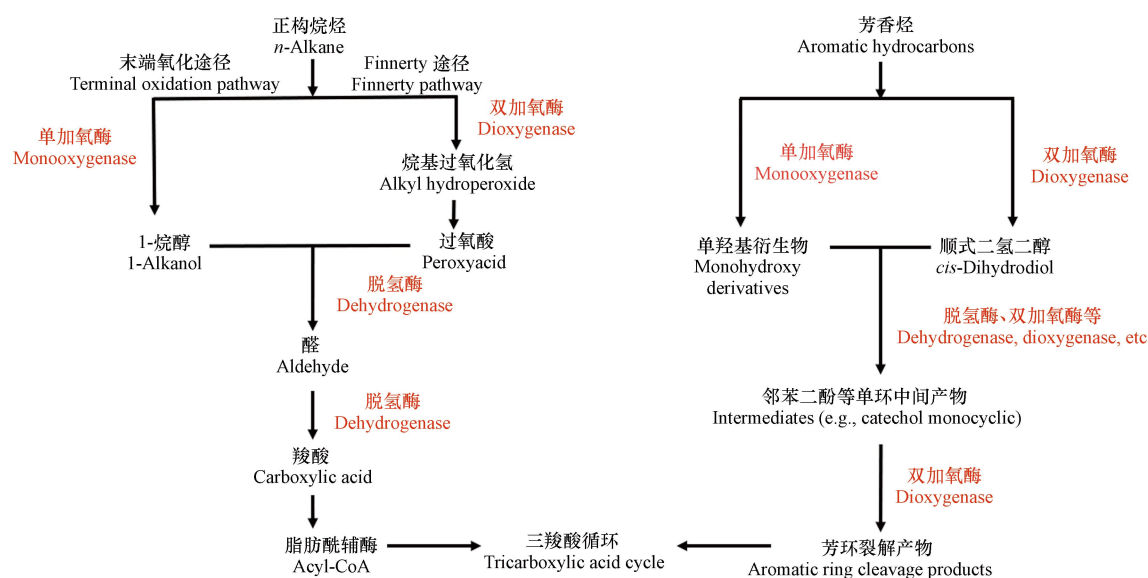 正构烷烃
n-Alkane
末端氧化途径
Terminal oxidation pathway
Finnerty 途径
Finnerty pathway
单加氧酶
Monooxygenase
双加氧酶
Dioxygenase
烷基过氧化氢
Alkyl hydroperoxide
1-烷醇
1-Alkanol
过氧酸
Peroxyacid
脱氢酶
Dehydrogenase
醛
Aldehyde
脱氢酶
Dehydrogenase
羧酸
Carboxylic acid
脂肪酰辅酶
Acyl-CoA
三羧酸循环
Tricarboxylic acid cycle
芳香烃
Aromatic hydrocarbons
单加氧酶
Monooxygenase
双加氧酶
Dioxygenase
单羟基衍生物
Monohydroxy
derivatives
顺式二氢二醇
cis-Dihydrodiol
脱氢酶、双加氧酶等
Dehydrogenase, dioxygenase, etc
邻苯二酚等单环中间产物
Intermediates (e.g., catechol monocyclic)
双加氧酶
Dioxygenase
芳环裂解产物
Aromatic ring cleavage products